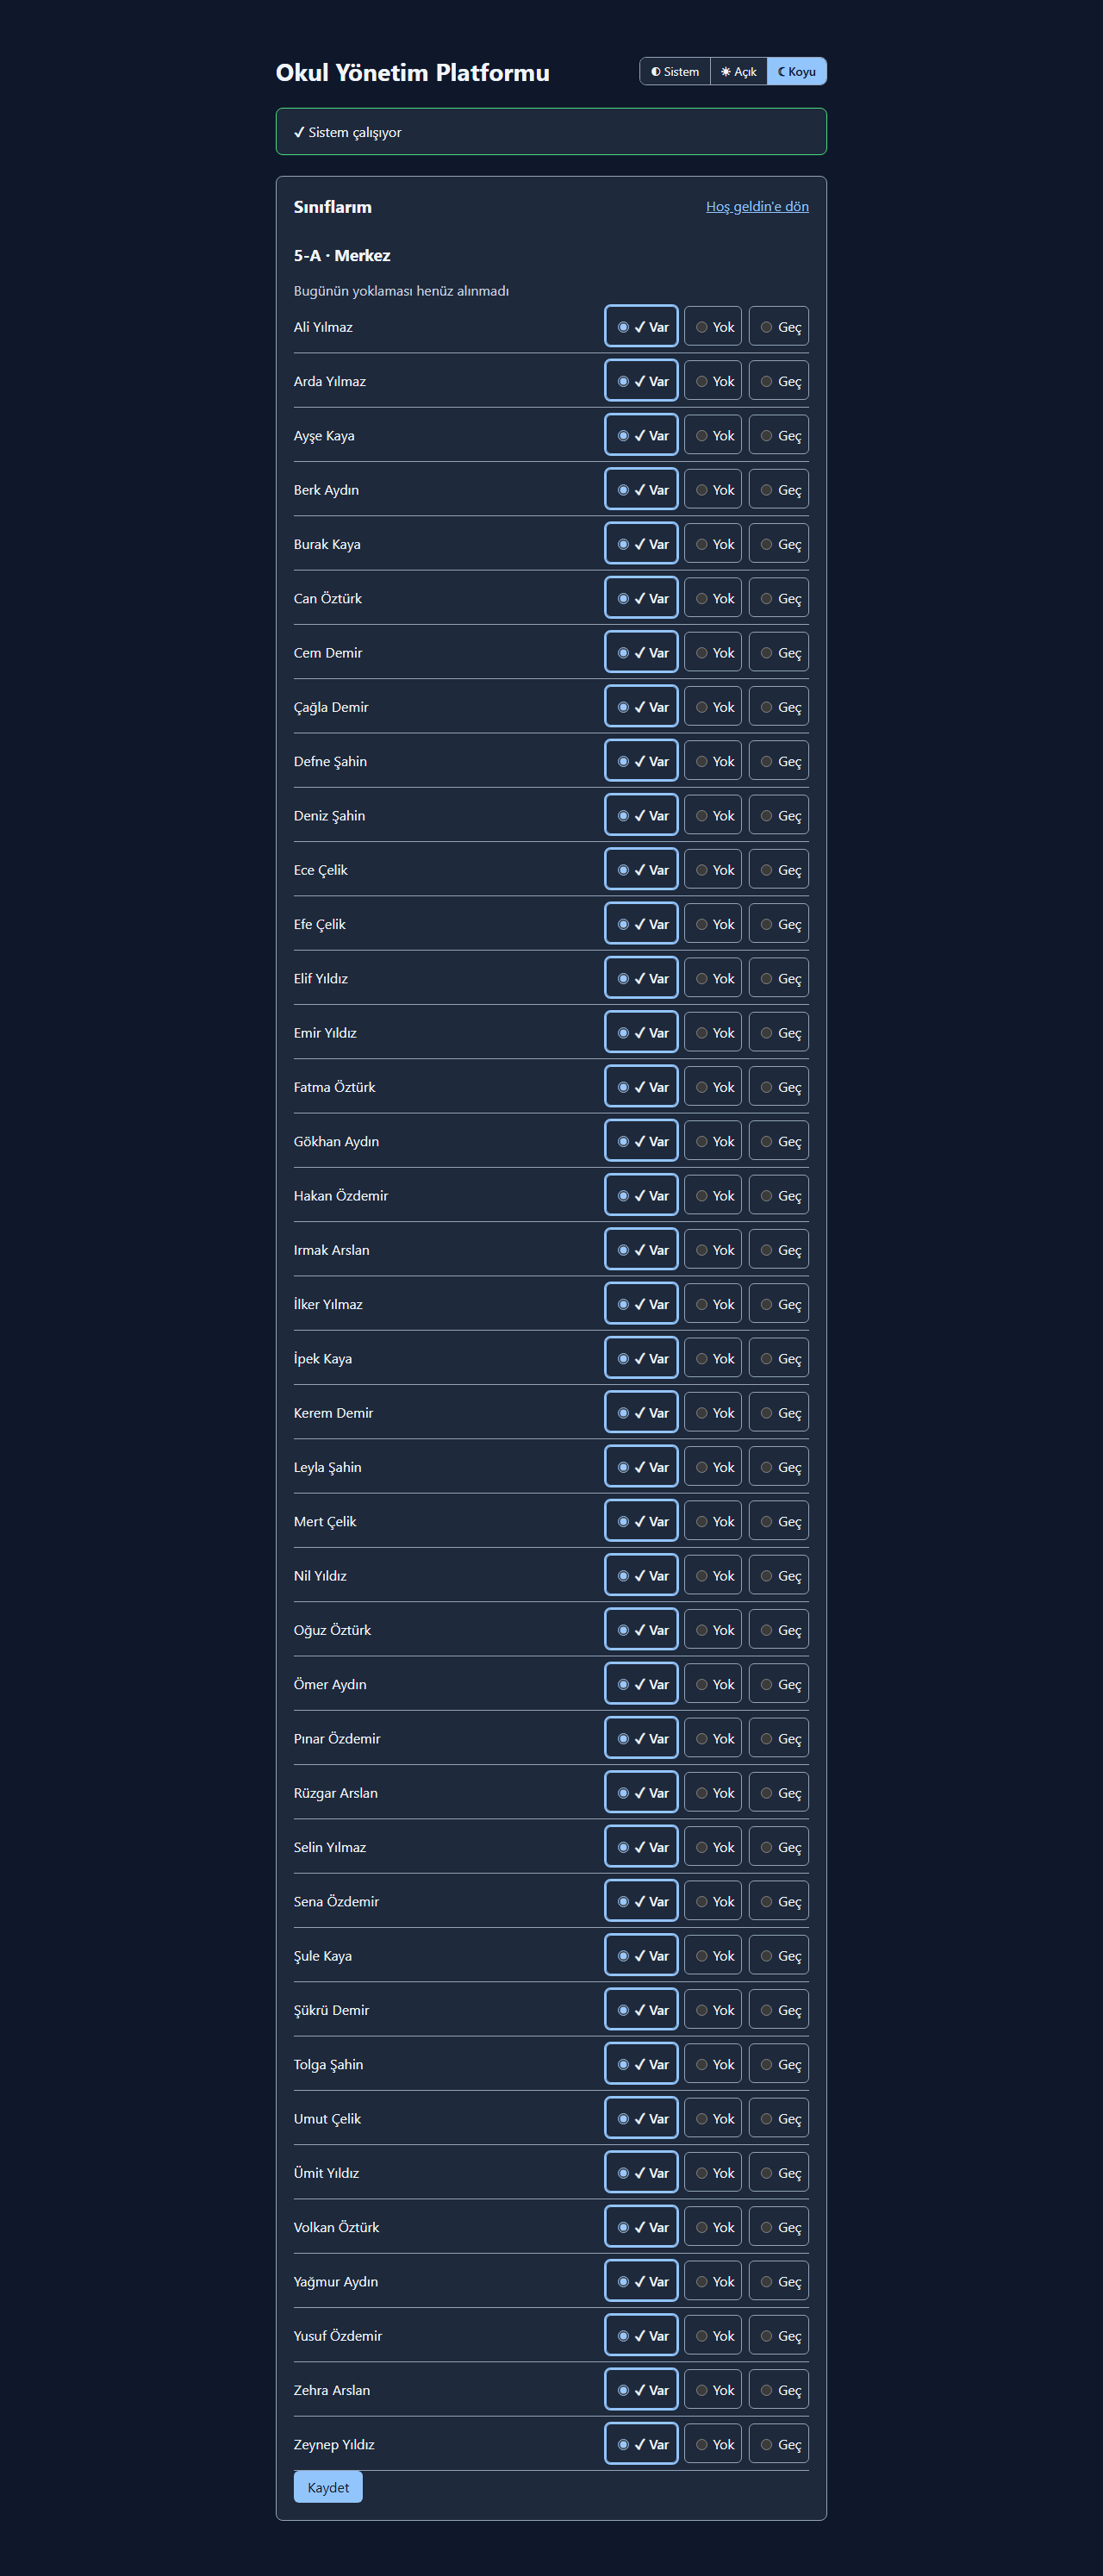 Okul Yönetim Platformu
◐ Sistem ☀ Açık ☾ Koyu
✓ Sistem çalışıyor
Sınıflarım Hoş geldin'e dön
5-A · Merkez
Bugünün yoklaması henüz alınmadı
Ali Yılmaz ✓ Var Yok Geç
Arda Yılmaz ✓ Var Yok Geç
Ayşe Kaya ✓ Var Yok Geç
Berk Aydın ✓ Var Yok Geç
Burak Kaya ✓ Var Yok Geç
Can Öztürk ✓ Var Yok Geç
Cem Demir ✓ Var Yok Geç
Çağla Demir ✓ Var Yok Geç
Defne Şahin ✓ Var Yok Geç
Deniz Şahin ✓ Var Yok Geç
Ece Çelik ✓ Var Yok Geç
Efe Çelik ✓ Var Yok Geç
Elif Yıldız ✓ Var Yok Geç
Emir Yıldız ✓ Var Yok Geç
Fatma Öztürk ✓ Var Yok Geç
Gökhan Aydın ✓ Var Yok Geç
Hakan Özdemir ✓ Var Yok Geç
Irmak Arslan ✓ Var Yok Geç
İlker Yılmaz ✓ Var Yok Geç
İpek Kaya ✓ Var Yok Geç
Kerem Demir ✓ Var Yok Geç
Leyla Şahin ✓ Var Yok Geç
Mert Çelik ✓ Var Yok Geç
Nil Yıldız ✓ Var Yok Geç
Oğuz Öztürk ✓ Var Yok Geç
Ömer Aydın ✓ Var Yok Geç
Pınar Özdemir ✓ Var Yok Geç
Rüzgar Arslan ✓ Var Yok Geç
Selin Yılmaz ✓ Var Yok Geç
Sena Özdemir ✓ Var Yok Geç
Şule Kaya ✓ Var Yok Geç
Şükrü Demir ✓ Var Yok Geç
Tolga Şahin ✓ Var Yok Geç
Umut Çelik ✓ Var Yok Geç
Ümit Yıldız ✓ Var Yok Geç
Volkan Öztürk ✓ Var Yok Geç
Yağmur Aydın ✓ Var Yok Geç
Yusuf Özdemir ✓ Var Yok Geç
Zehra Arslan ✓ Var Yok Geç
Zeynep Yıldız ✓ Var Yok Geç
Kaydet